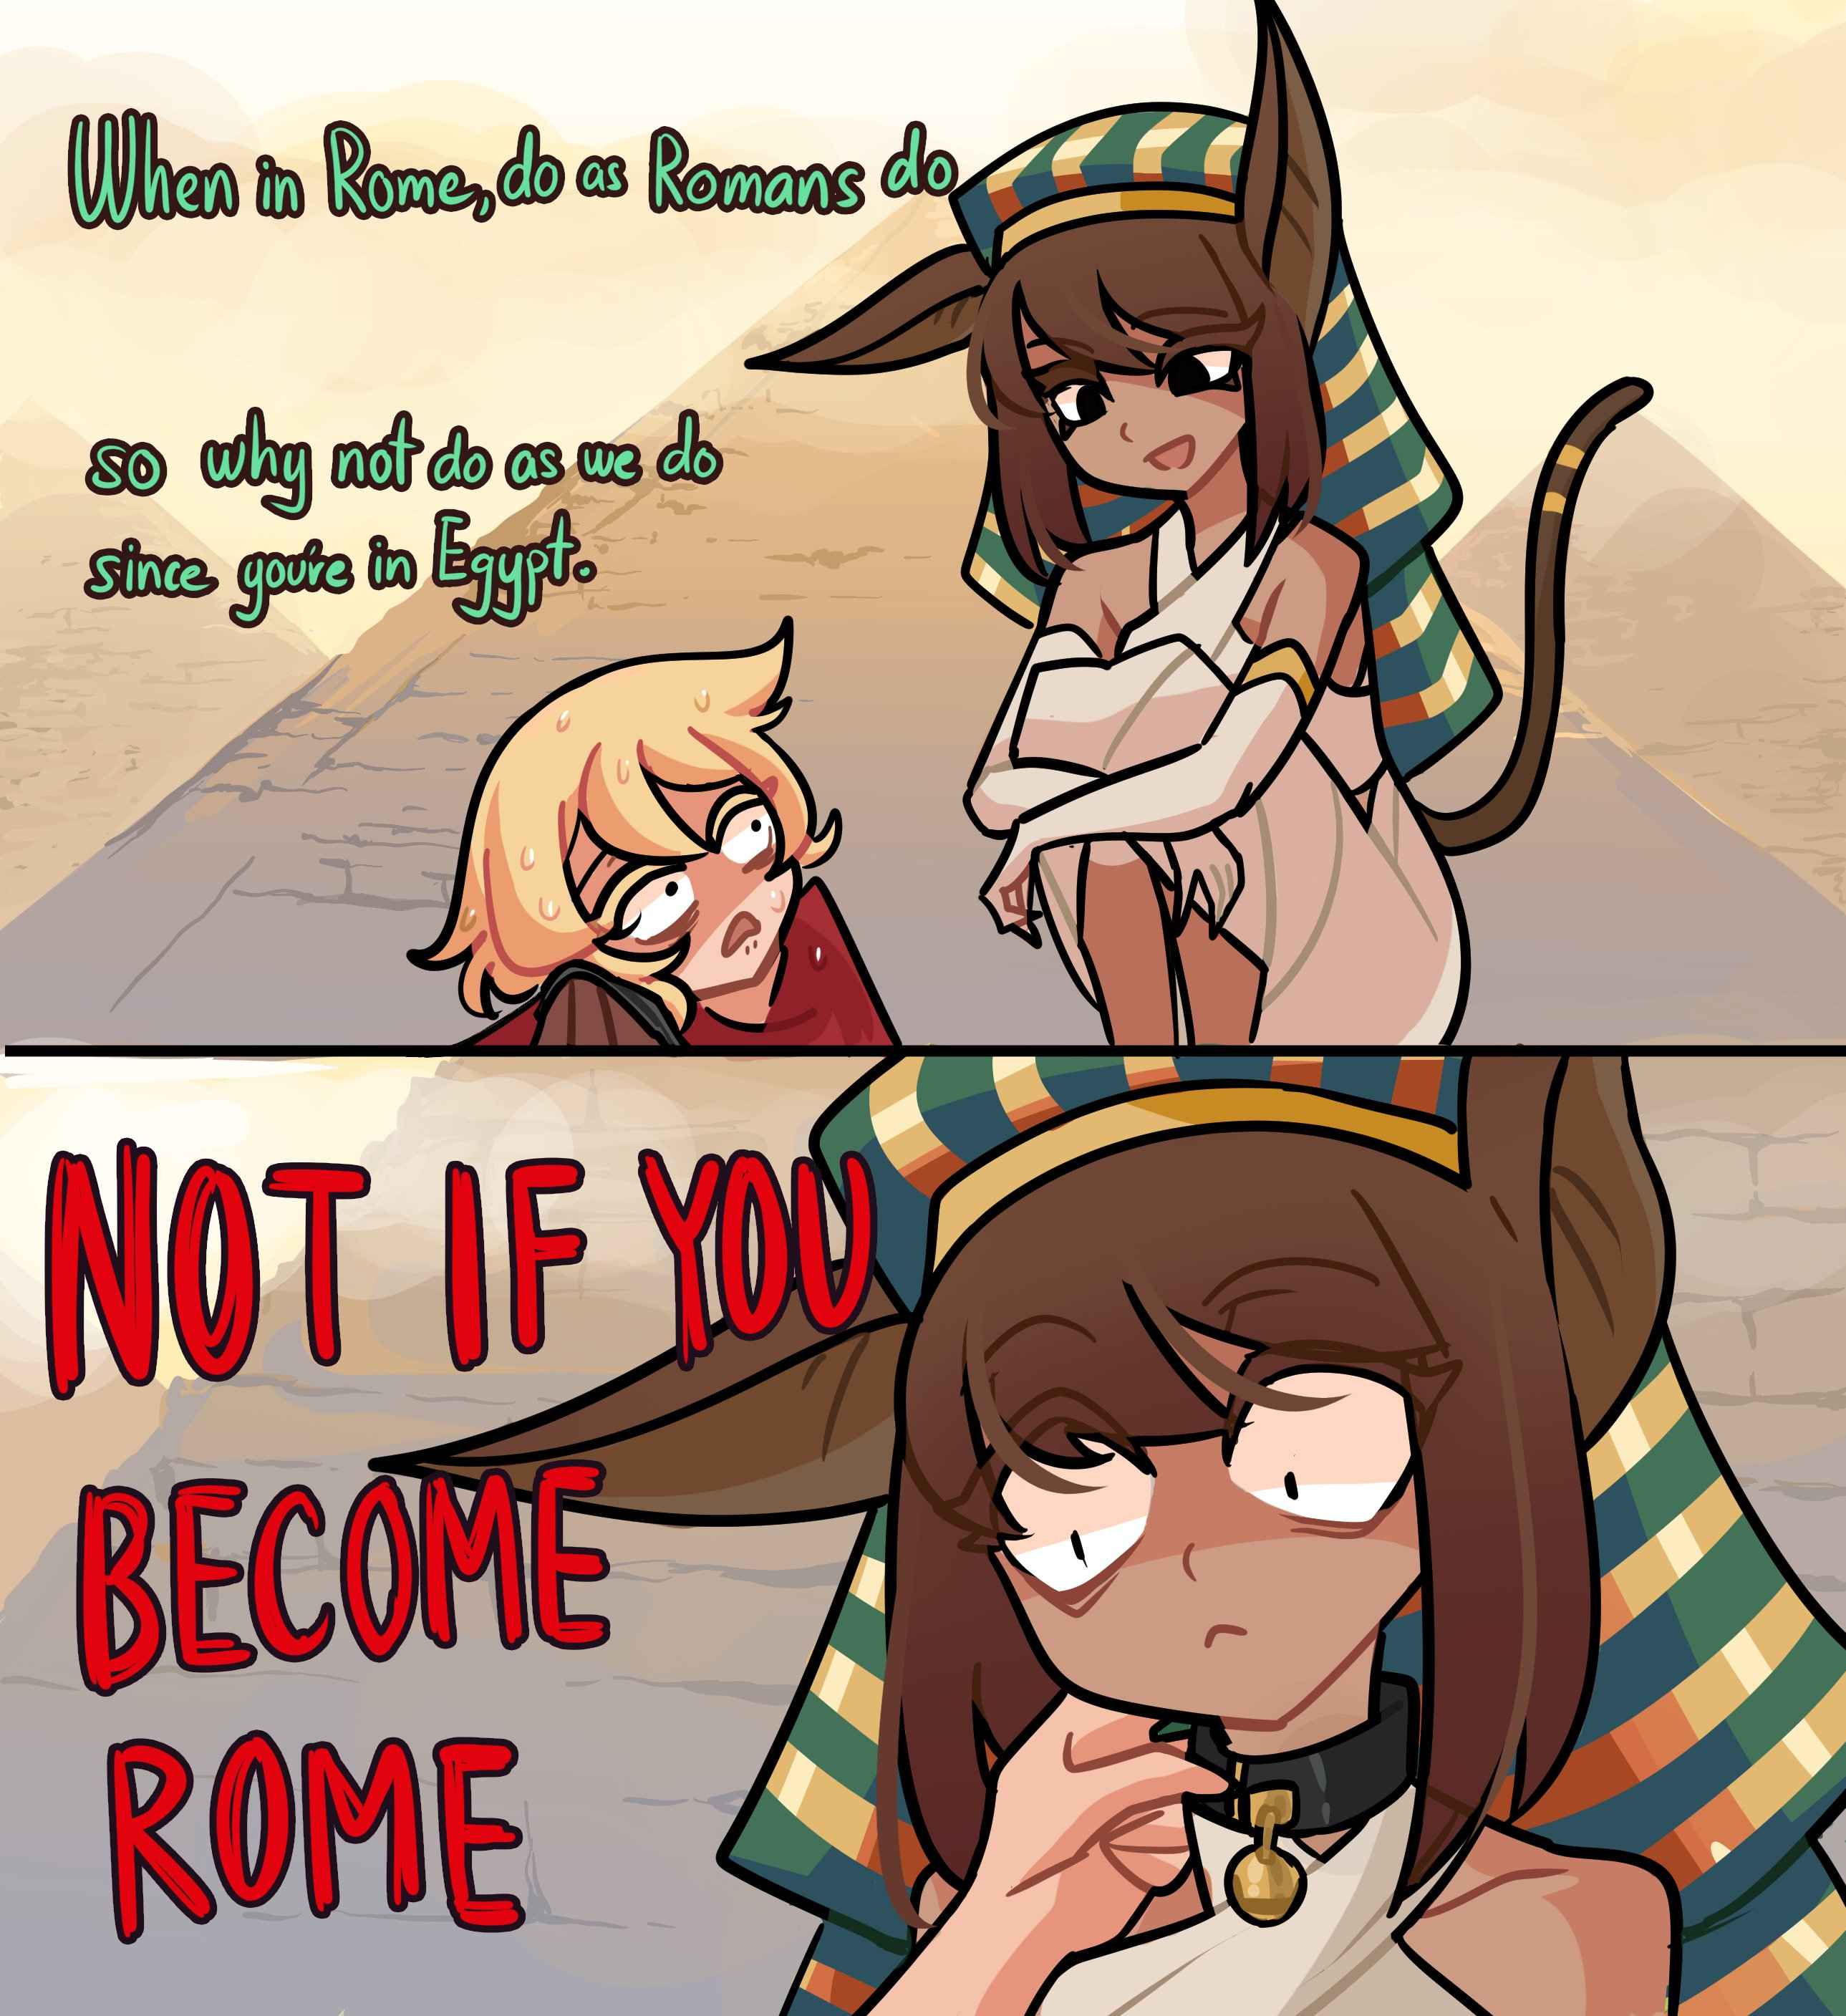 When in Rome, do as Romans do
so why not do as we do
since you're in Egypt.
NOT IF YOU
BECOME
ROME